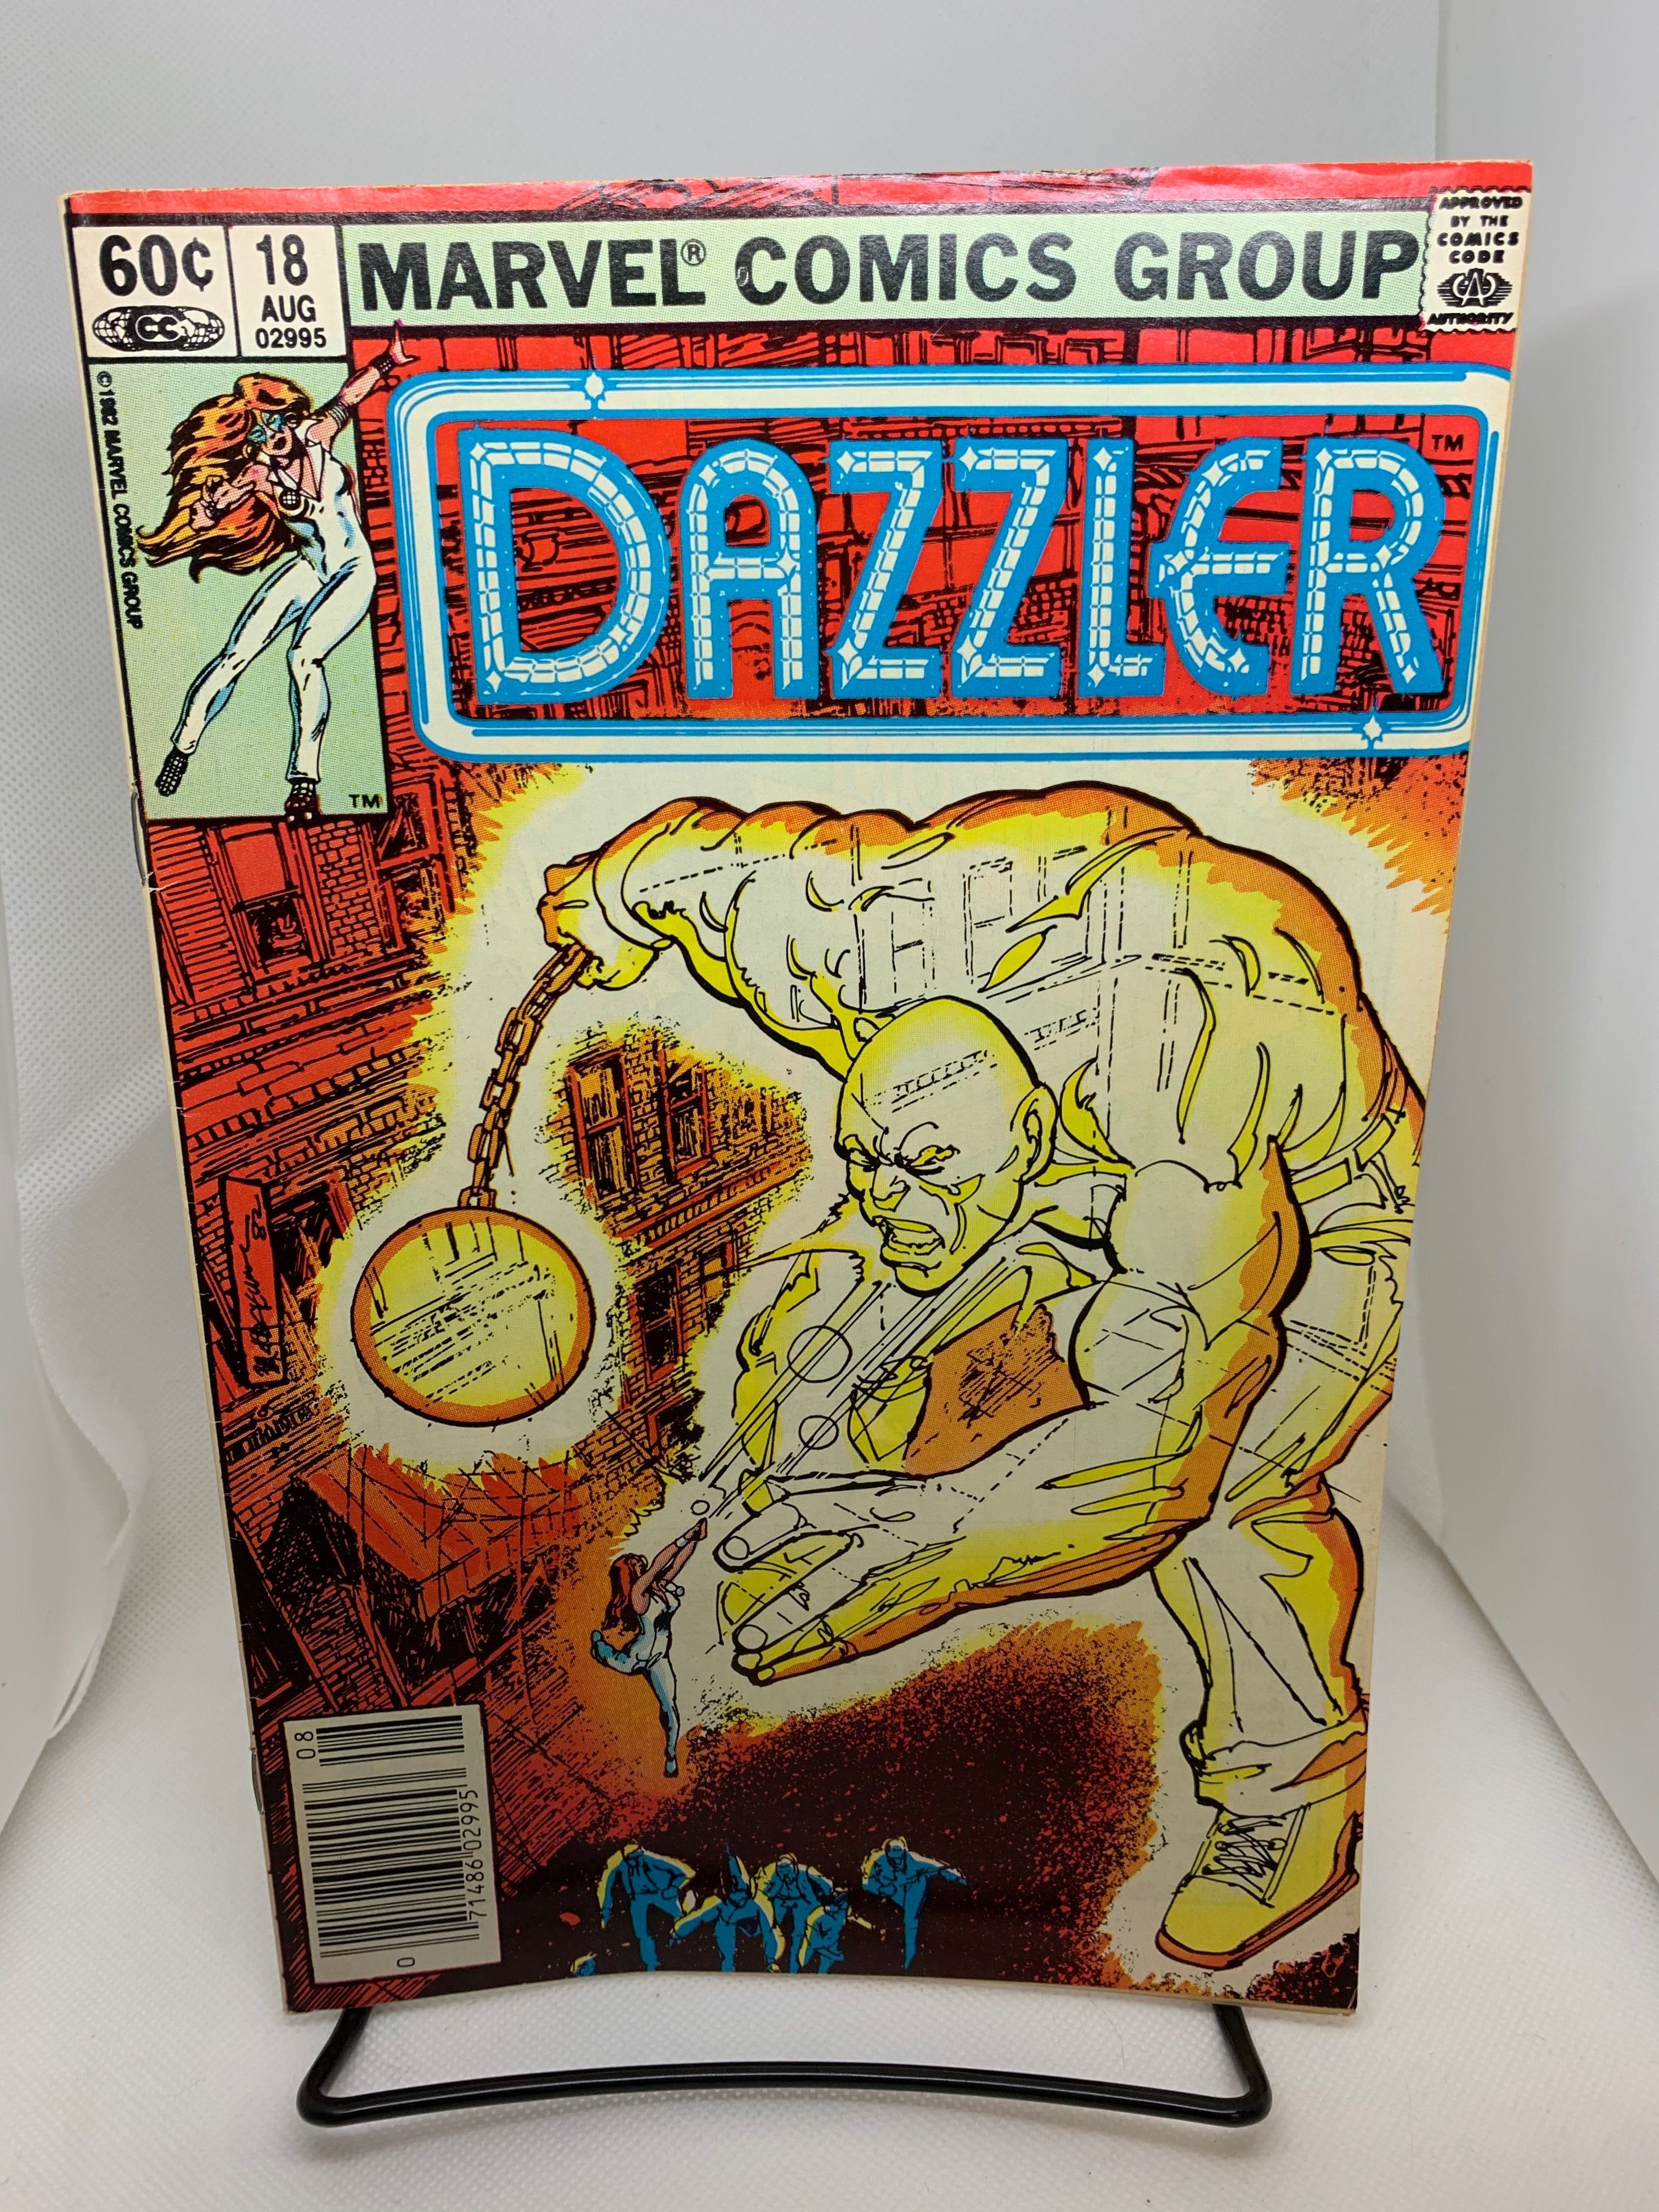 60¢
CC
18
AUG
02995
MARVEL® COMICS GROUP
APPROVED
BY THE
COMICS
CODE
CA
AUTHORITY
© 1982 MARVEL COMICS GROUP
TM
DAZZLER
TM
08
71486 02995
0